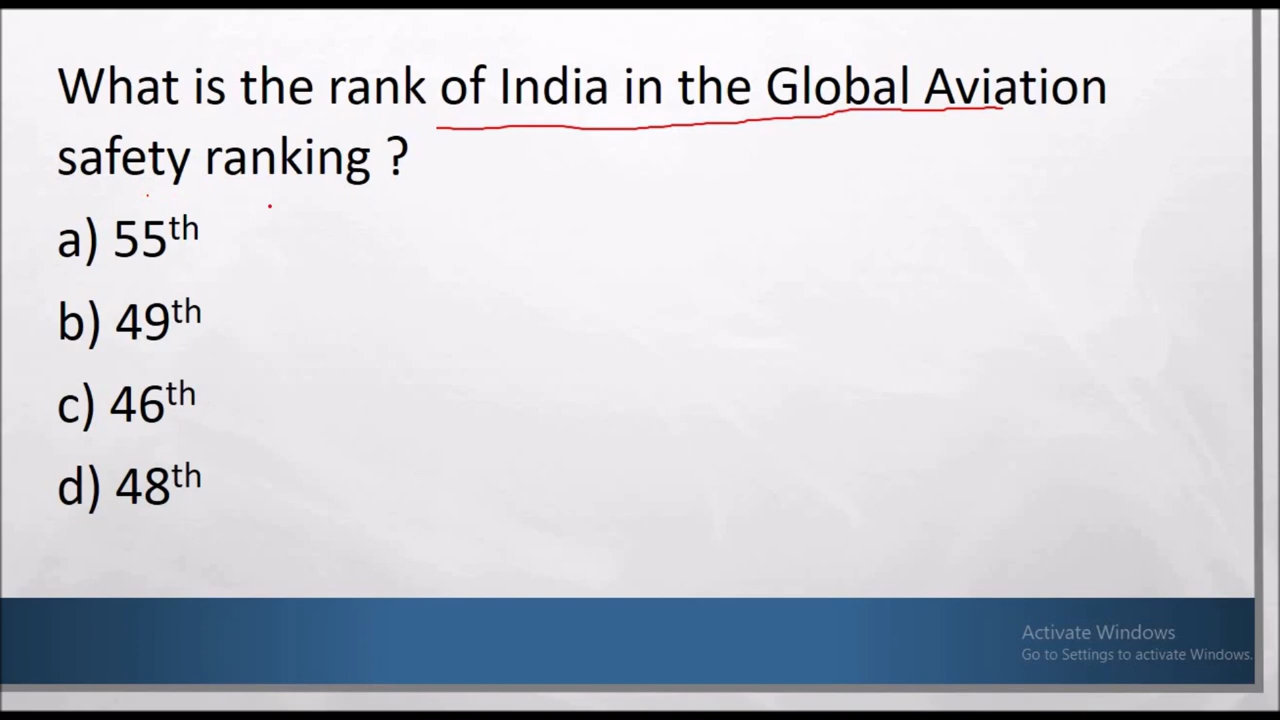 What is the rank of India in the Global Aviation
safety ranking ?
a) 55th
b) 49th
c) 46th
d) 48th
Activate Windows
Go to Settings to activate Windows.